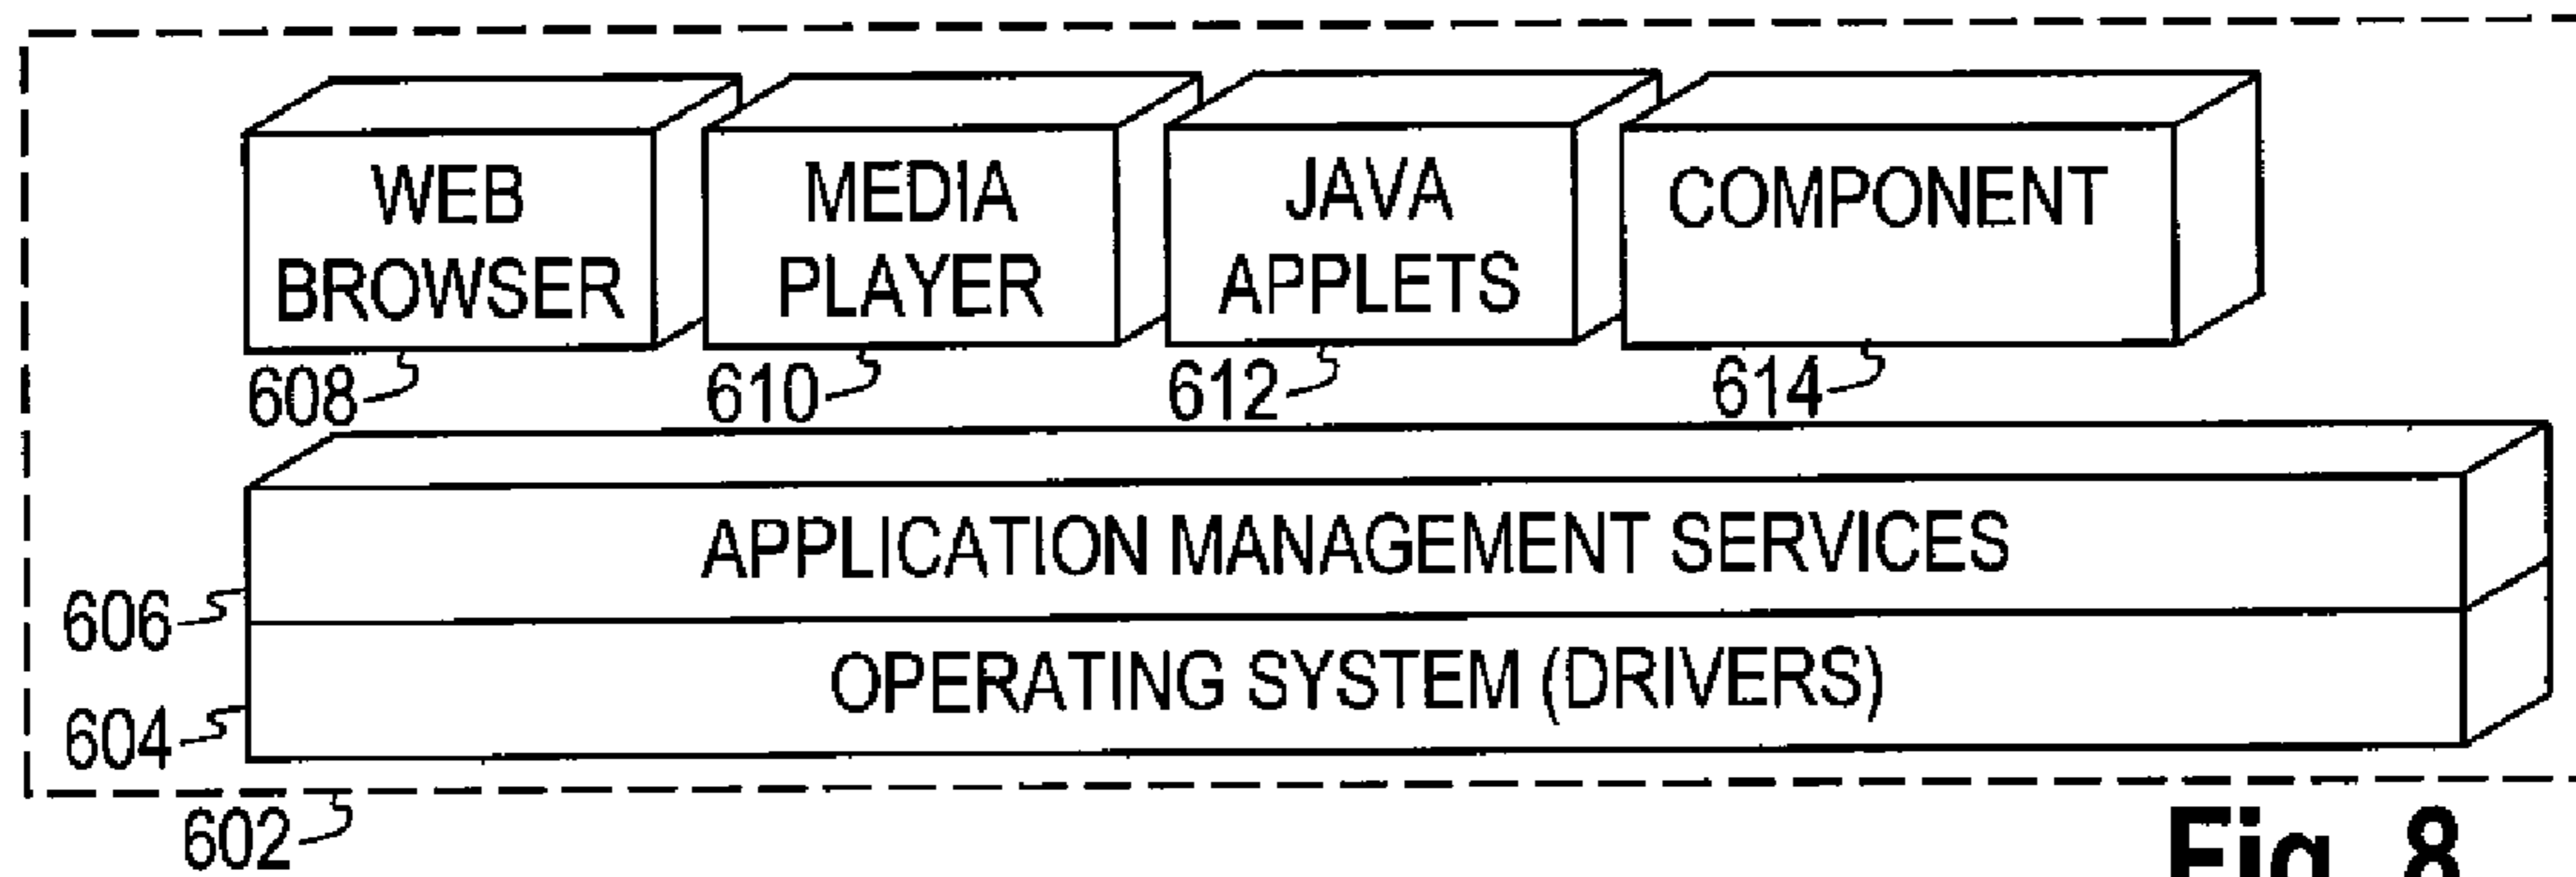 WEB
BROWSER
MEDIA
PLAYER
JAVA
APPLETS
COMPONENT
608
610
612
614
APPLICATION MANAGEMENT SERVICES
606
OPERATING SYSTEM (DRIVERS)
604
602
Fig. 8